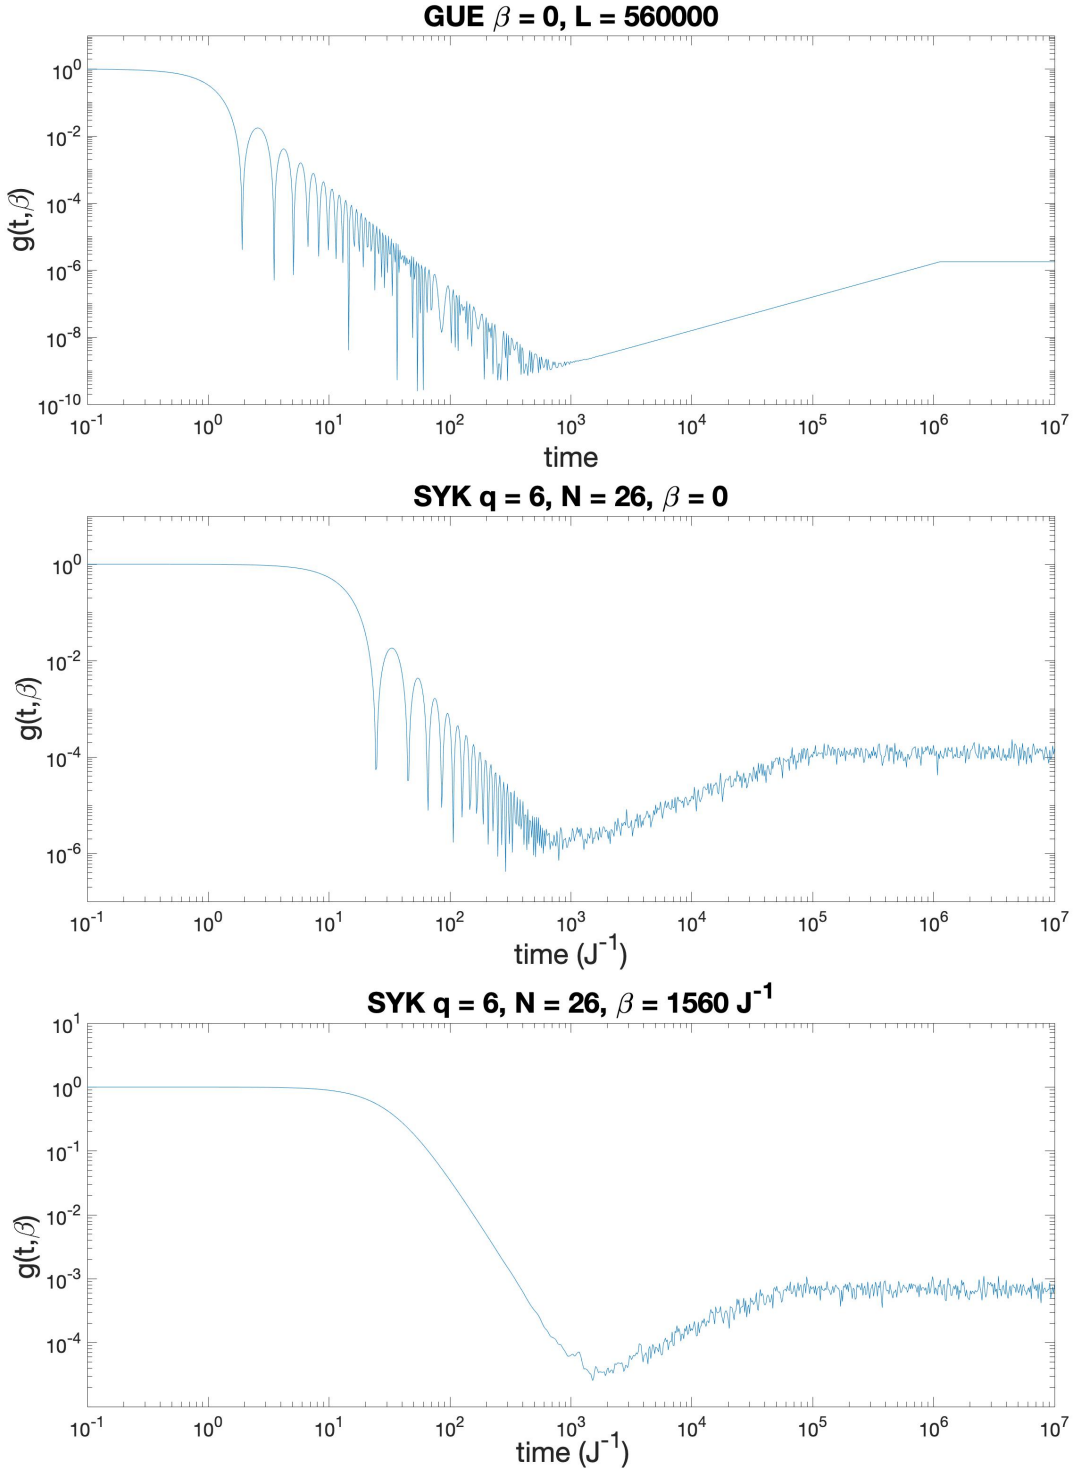 GUE β = 0, L = 560000
g(t,β)
10^0
10^-2
10^-4
10^-6
10^-8
10^-10
10^-1 10^0 10^1 10^2 10^3 10^4 10^5 10^6 10^7
time
SYK q = 6, N = 26, β = 0
g(t,β)
10^0
10^-2
10^-4
10^-6
10^-1 10^0 10^1 10^2 10^3 10^4 10^5 10^6 10^7
time (J^-1)
SYK q = 6, N = 26, β = 1560 J^-1
g(t,β)
10^1
10^0
10^-1
10^-2
10^-3
10^-4
10^-1 10^0 10^1 10^2 10^3 10^4 10^5 10^6 10^7
time (J^-1)